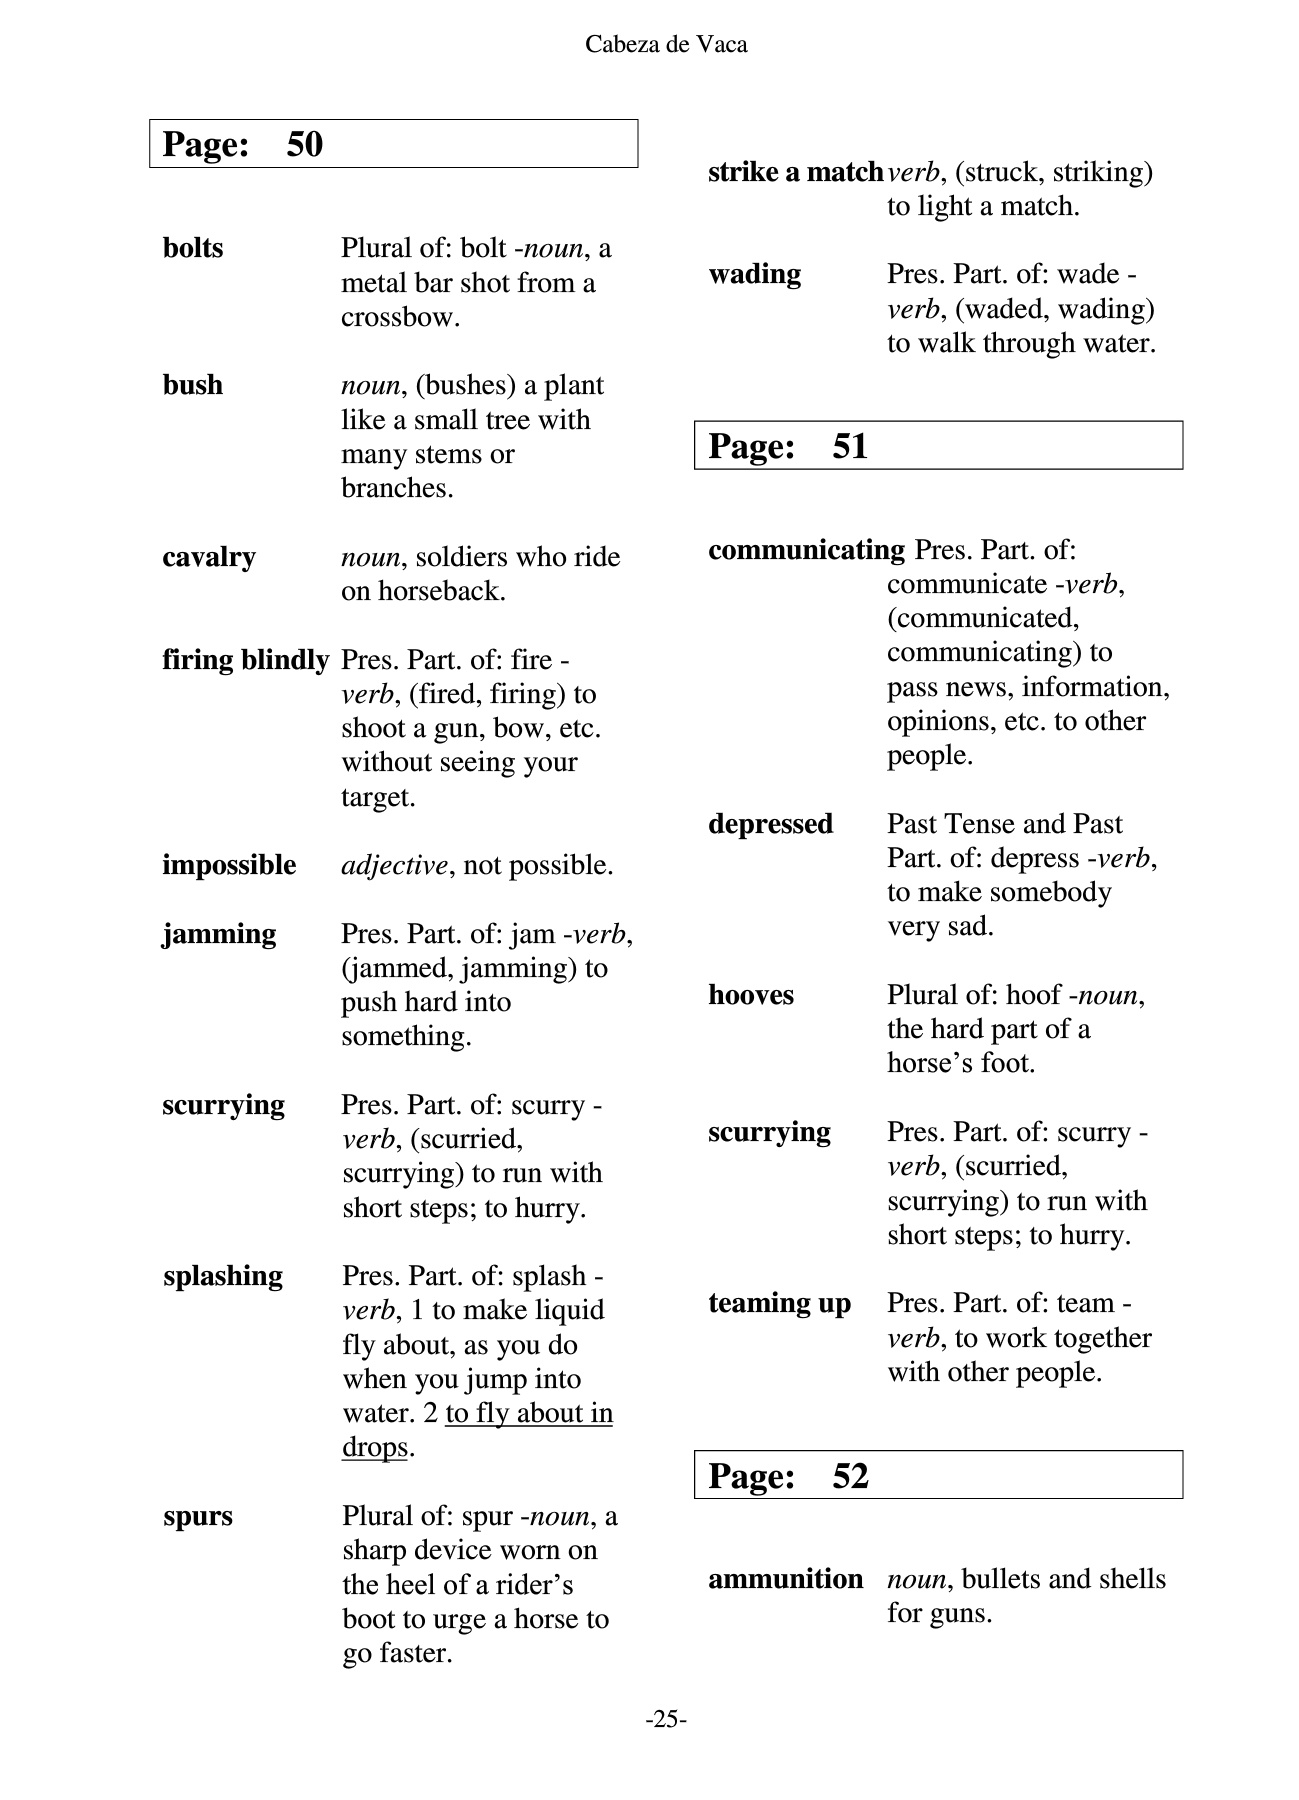 Cabeza de Vaca
Page: 50
bolts Plural of: bolt -noun, a
metal bar shot from a
crossbow.
bush noun, (bushes) a plant
like a small tree with
many stems or
branches.
cavalry noun, soldiers who ride
on horseback.
firing blindly Pres. Part. of: fire -
verb, (fired, firing) to
shoot a gun, bow, etc.
without seeing your
target.
impossible adjective, not possible.
jamming Pres. Part. of: jam -verb,
(jammed, jamming) to
push hard into
something.
scurrying Pres. Part. of: scurry -
verb, (scurried,
scurrying) to run with
short steps; to hurry.
splashing Pres. Part. of: splash -
verb, 1 to make liquid
fly about, as you do
when you jump into
water. 2 to fly about in
drops.
spurs Plural of: spur -noun, a
sharp device worn on
the heel of a rider’s
boot to urge a horse to
go faster.
strike a match verb, (struck, striking)
to light a match.
wading Pres. Part. of: wade -
verb, (waded, wading)
to walk through water.
Page: 51
communicating Pres. Part. of:
communicate -verb,
(communicated,
communicating) to
pass news, information,
opinions, etc. to other
people.
depressed Past Tense and Past
Part. of: depress -verb,
to make somebody
very sad.
hooves Plural of: hoof -noun,
the hard part of a
horse’s foot.
scurrying Pres. Part. of: scurry -
verb, (scurried,
scurrying) to run with
short steps; to hurry.
teaming up Pres. Part. of: team -
verb, to work together
with other people.
Page: 52
ammunition noun, bullets and shells
for guns.
-25-